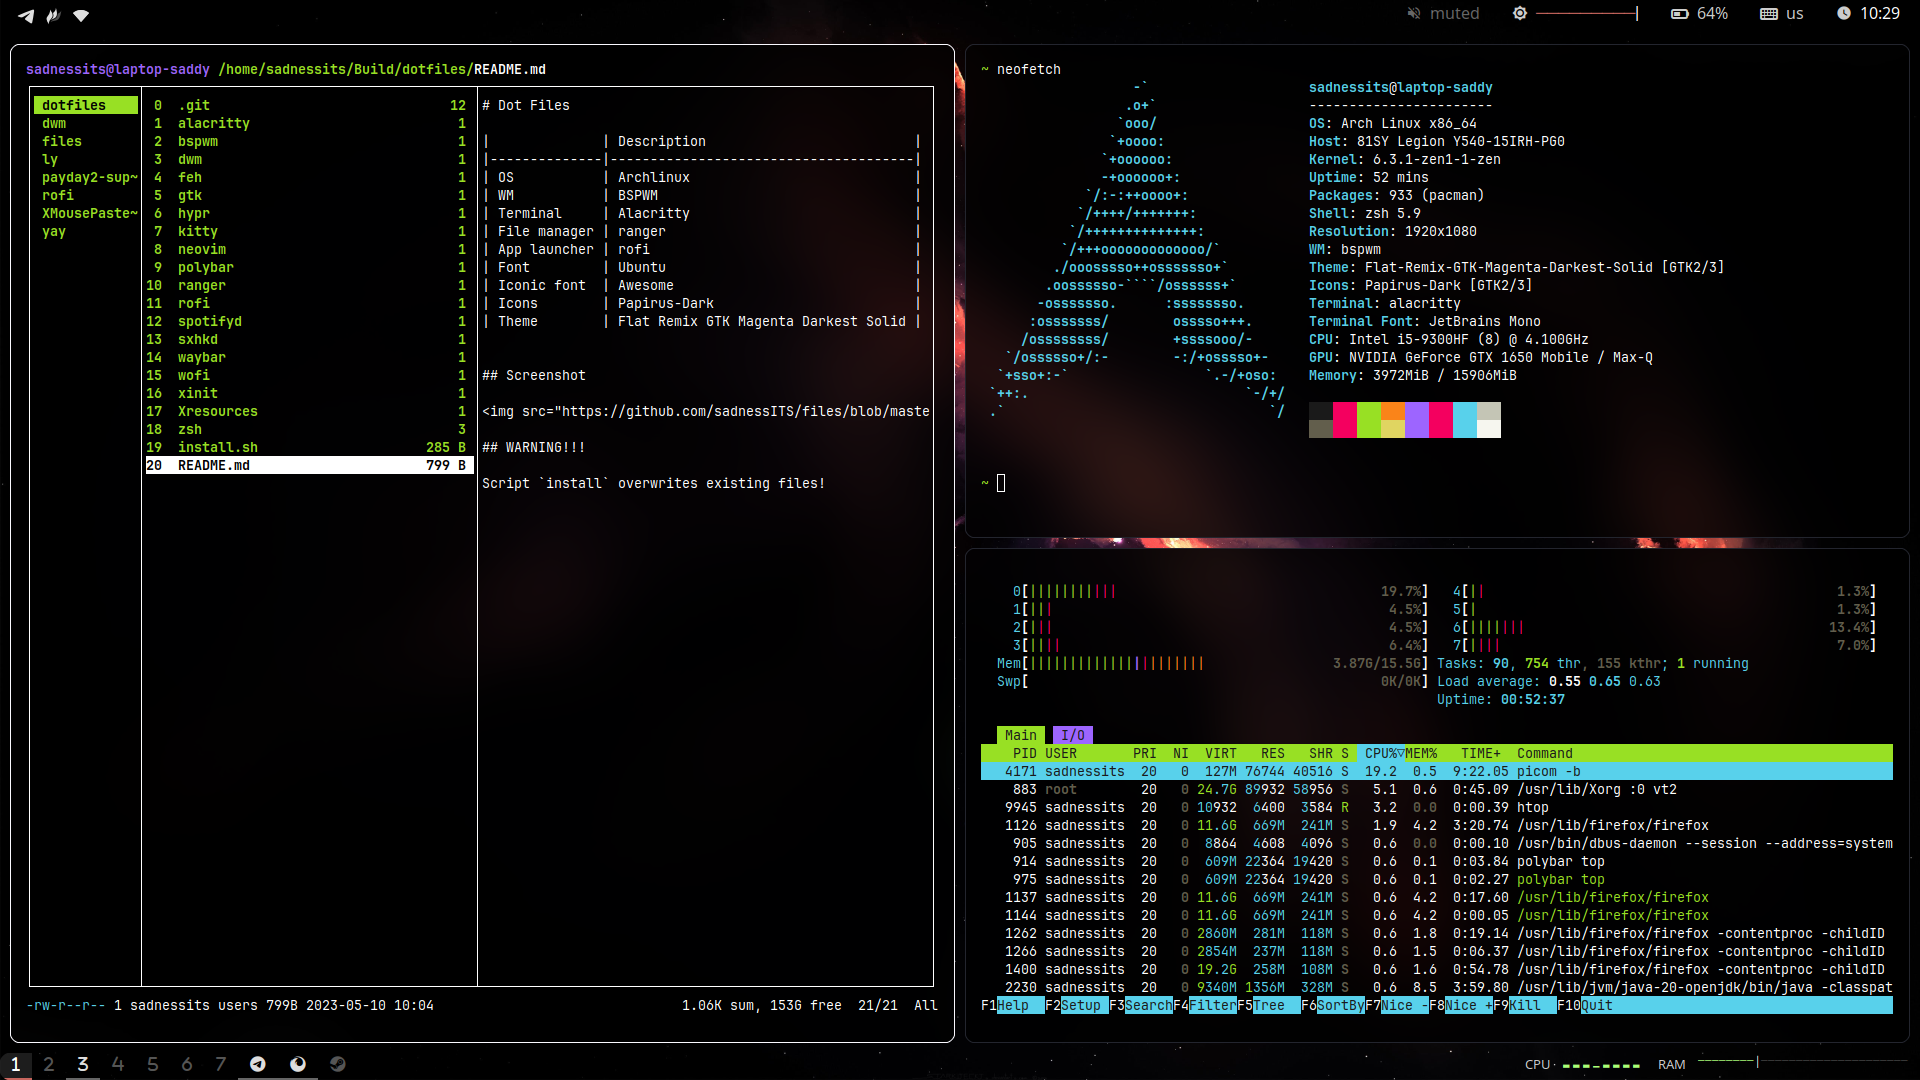 muted 64% us 10:29
sadnessits@laptop-saddy /home/sadnessits/Build/dotfiles/README.md
dotfiles
dwm
files
ly
payday2-sup~
rofi
XMousePaste~
yay
0 .git 12
1 alacritty 1
2 bspwm 1
3 dwm 1
4 feh 1
5 gtk 1
6 hypr 1
7 kitty 1
8 neovim 1
9 polybar 1
10 ranger 1
11 rofi 1
12 spotifyd 1
13 sxhkd 1
14 waybar 1
15 wofi 1
16 xinit 1
17 Xresources 1
18 zsh 3
19 install.sh 285 B
20 README.md 799 B
# Dot Files
| | Description |
|--------------|--------------------------------------|
| OS | Archlinux |
| WM | BSPWM |
| Terminal | Alacritty |
| File manager | ranger |
| App launcher | rofi |
| Font | Ubuntu |
| Iconic font | Awesome |
| Icons | Papirus-Dark |
| Theme | Flat Remix GTK Magenta Darkest Solid |
## Screenshot
<img src="https://github.com/sadnessITS/files/blob/maste
## WARNING!!!
Script `install` overwrites existing files!
-rw-r--r-- 1 sadnessits users 799B 2023-05-10 10:04 1.06K sum, 153G free 21/21 All
~ neofetch
-`
.o+`
`ooo/
`+oooo:
`+oooooo:
-+oooooo+:
`/:-:++oooo+:
`/++++/+++++++:
`/++++++++++++++:
`/+++ooooooooooooo/`
./ooosssso++osssssso+`
.oossssso-````/ossssss+`
-osssssso. :ssssssso.
:osssssss/ osssso+++.
/ossssssss/ +ssssooo/-
`/ossssso+/:- -:/+osssso+-
`+sso+:-` `.-/+oso:
`++:. `-/+/
.` `/
sadnessits@laptop-saddy
-----------------------
OS: Arch Linux x86_64
Host: 81SY Legion Y540-15IRH-PG0
Kernel: 6.3.1-zen1-1-zen
Uptime: 52 mins
Packages: 933 (pacman)
Shell: zsh 5.9
Resolution: 1920x1080
WM: bspwm
Theme: Flat-Remix-GTK-Magenta-Darkest-Solid [GTK2/3]
Icons: Papirus-Dark [GTK2/3]
Terminal: alacritty
Terminal Font: JetBrains Mono
CPU: Intel i5-9300HF (8) @ 4.100GHz
GPU: NVIDIA GeForce GTX 1650 Mobile / Max-Q
Memory: 3972MiB / 15906MiB
~
0[||||||||||| 19.7%] 4[|| 1.3%]
1[||| 4.5%] 5[| 1.3%]
2[||| 4.5%] 6[||||||| 13.4%]
3[|||| 6.4%] 7[|||| 7.0%]
Mem[|||||||||||||||||||||| 3.87G/15.5G] Tasks: 90, 754 thr, 155 kthr; 1 running
Swp[ 0K/0K] Load average: 0.55 0.65 0.63
Uptime: 00:52:37
Main I/O
PID USER PRI NI VIRT RES SHR S CPU%▽MEM% TIME+ Command
4171 sadnessits 20 0 127M 76744 40516 S 19.2 0.5 9:22.05 picom -b
883 root 20 0 24.7G 89932 58956 S 5.1 0.6 0:45.09 /usr/lib/Xorg :0 vt2
9945 sadnessits 20 0 10932 6400 3584 R 3.2 0.0 0:00.39 htop
1126 sadnessits 20 0 11.6G 669M 241M S 1.9 4.2 3:20.74 /usr/lib/firefox/firefox
905 sadnessits 20 0 8864 4608 4096 S 0.6 0.0 0:00.10 /usr/bin/dbus-daemon --session --address=system
914 sadnessits 20 0 609M 22364 19420 S 0.6 0.1 0:03.84 polybar top
975 sadnessits 20 0 609M 22364 19420 S 0.6 0.1 0:02.27 polybar top
1137 sadnessits 20 0 11.6G 669M 241M S 0.6 4.2 0:17.60 /usr/lib/firefox/firefox
1144 sadnessits 20 0 11.6G 669M 241M S 0.6 4.2 0:00.05 /usr/lib/firefox/firefox
1262 sadnessits 20 0 2860M 281M 118M S 0.6 1.8 0:19.14 /usr/lib/firefox/firefox -contentproc -childID
1266 sadnessits 20 0 2854M 237M 118M S 0.6 1.5 0:06.37 /usr/lib/firefox/firefox -contentproc -childID
1400 sadnessits 20 0 19.2G 258M 108M S 0.6 1.6 0:54.78 /usr/lib/firefox/firefox -contentproc -childID
2230 sadnessits 20 0 9340M 1356M 328M S 0.6 8.5 3:59.80 /usr/lib/jvm/java-20-openjdk/bin/java -classpat
F1Help F2Setup F3SearchF4FilterF5Tree F6SortByF7Nice -F8Nice +F9Kill F10Quit
1 2 3 4 5 6 7 CPU RAM